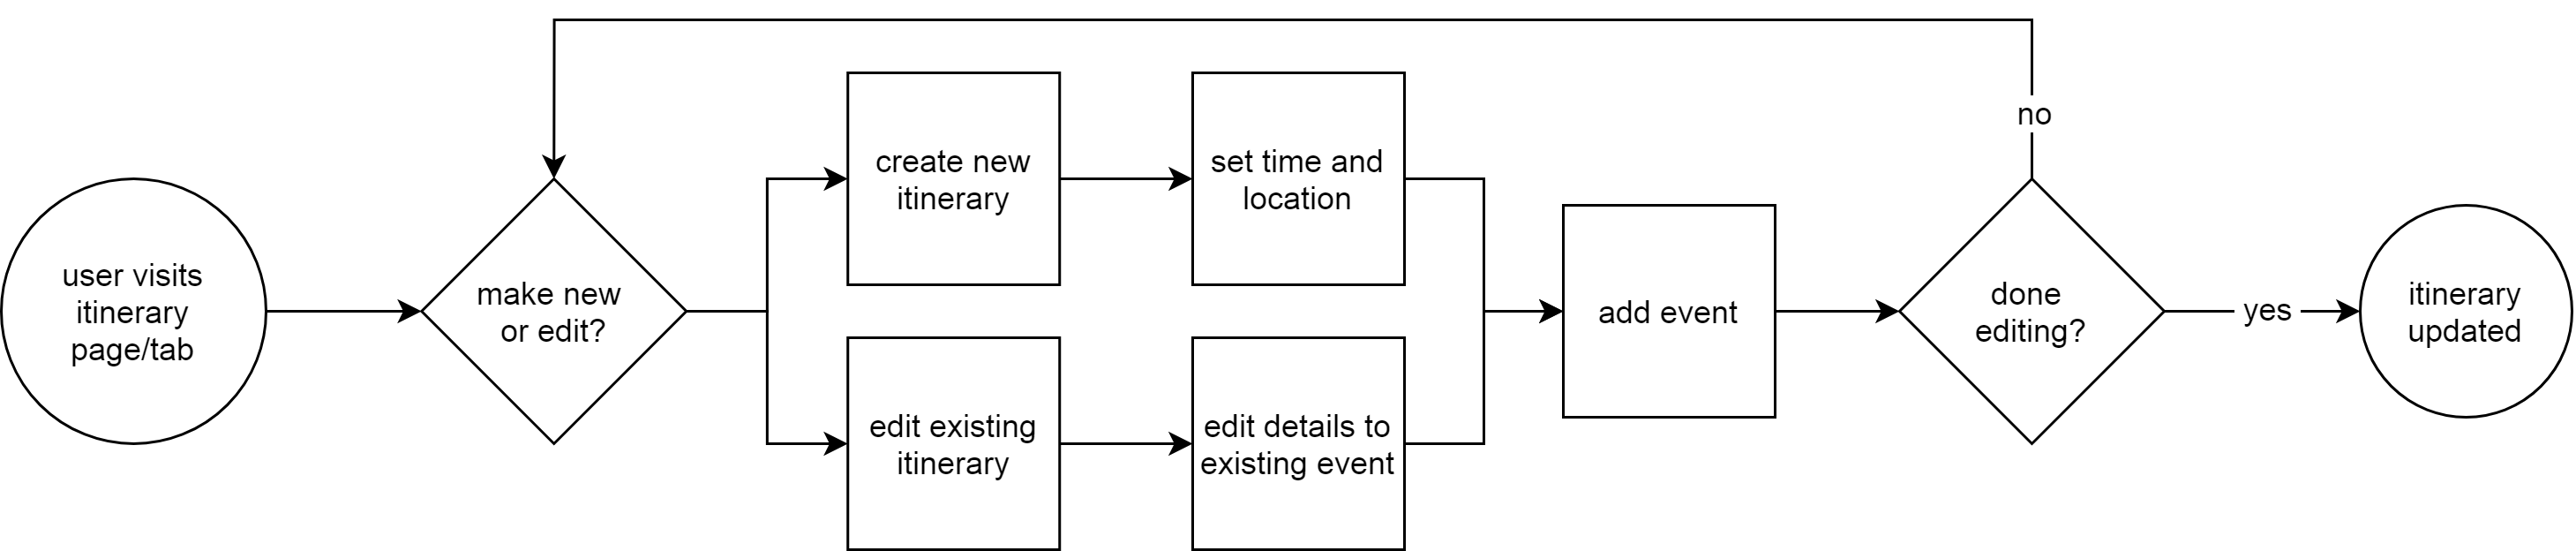 user visits
itinerary
page/tab
make new
or edit?
create new
itinerary
set time and
location
edit existing
itinerary
edit details to
existing event
add event
done
editing?
no
yes
itinerary
updated